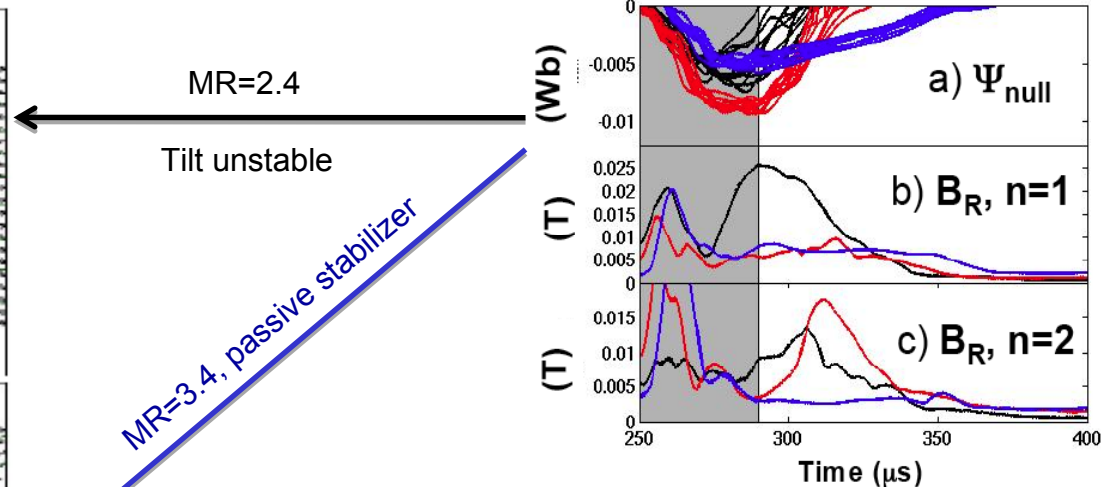 MR=2.4
Tilt unstable
MR=3.4, passive stabilizer
(Wb)
0
-0.005
-0.01
a) Ψnull
(T)
0.025
0.02
0.015
0.01
0.005
0
b) BR, n=1
(T)
0.015
0.01
0.005
0
c) BR, n=2
250
300
350
400
Time (μs)